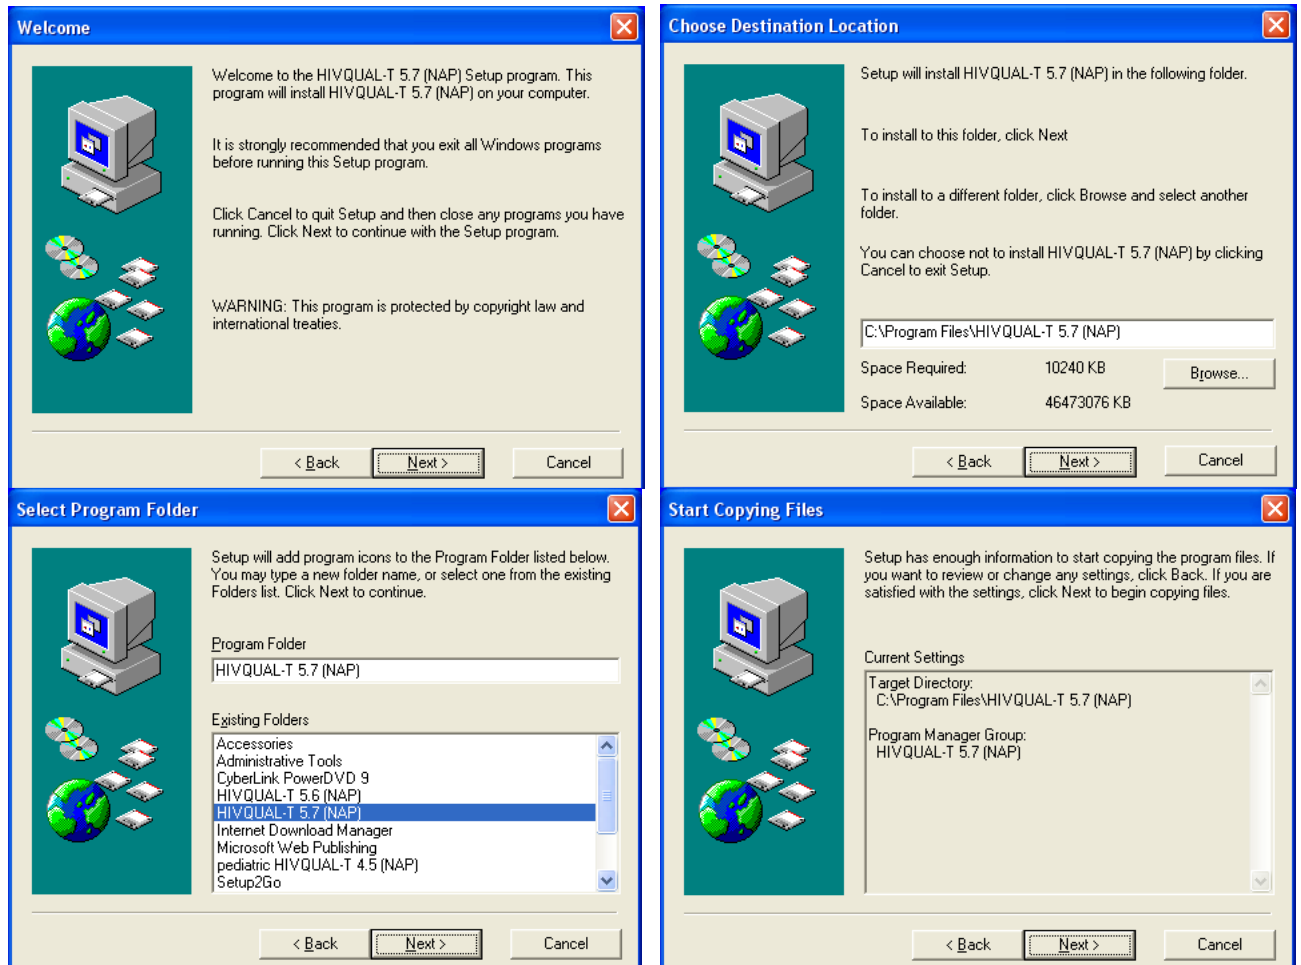 Welcome
Welcome to the HIVQUAL-T 5.7 (NAP) Setup program. This
program will install HIVQUAL-T 5.7 (NAP) on your computer.
It is strongly recommended that you exit all Windows programs
before running this Setup program.
Click Cancel to quit Setup and then close any programs you have
running. Click Next to continue with the Setup program.
WARNING: This program is protected by copyright law and
international treaties.
< Back
Next >
Cancel
Choose Destination Location
Setup will install HIVQUAL-T 5.7 (NAP) in the following folder.
To install to this folder, click Next
To install to a different folder, click Browse and select another
folder.
You can choose not to install HIVQUAL-T 5.7 (NAP) by clicking
Cancel to exit Setup.
C:\Program Files\HIVQUAL-T 5.7 (NAP)
Space Required: 10240 KB
Browse...
Space Available: 46473076 KB
< Back
Next >
Cancel
Select Program Folder
Setup will add program icons to the Program Folder listed below.
You may type a new folder name, or select one from the existing
Folders list. Click Next to continue.
Program Folder
HIVQUAL-T 5.7 (NAP)
Existing Folders
Accessories
Administrative Tools
CyberLink PowerDVD 9
HIVQUAL-T 5.6 (NAP)
HIVQUAL-T 5.7 (NAP)
Internet Download Manager
Microsoft Web Publishing
pediatric HIVQUAL-T 4.5 (NAP)
Setup2Go
< Back
Next >
Cancel
Start Copying Files
Setup has enough information to start copying the program files. If
you want to review or change any settings, click Back. If you are
satisfied with the settings, click Next to begin copying files.
Current Settings
Target Directory:
C:\Program Files\HIVQUAL-T 5.7 (NAP)
Program Manager Group:
HIVQUAL-T 5.7 (NAP)
< Back
Next >
Cancel